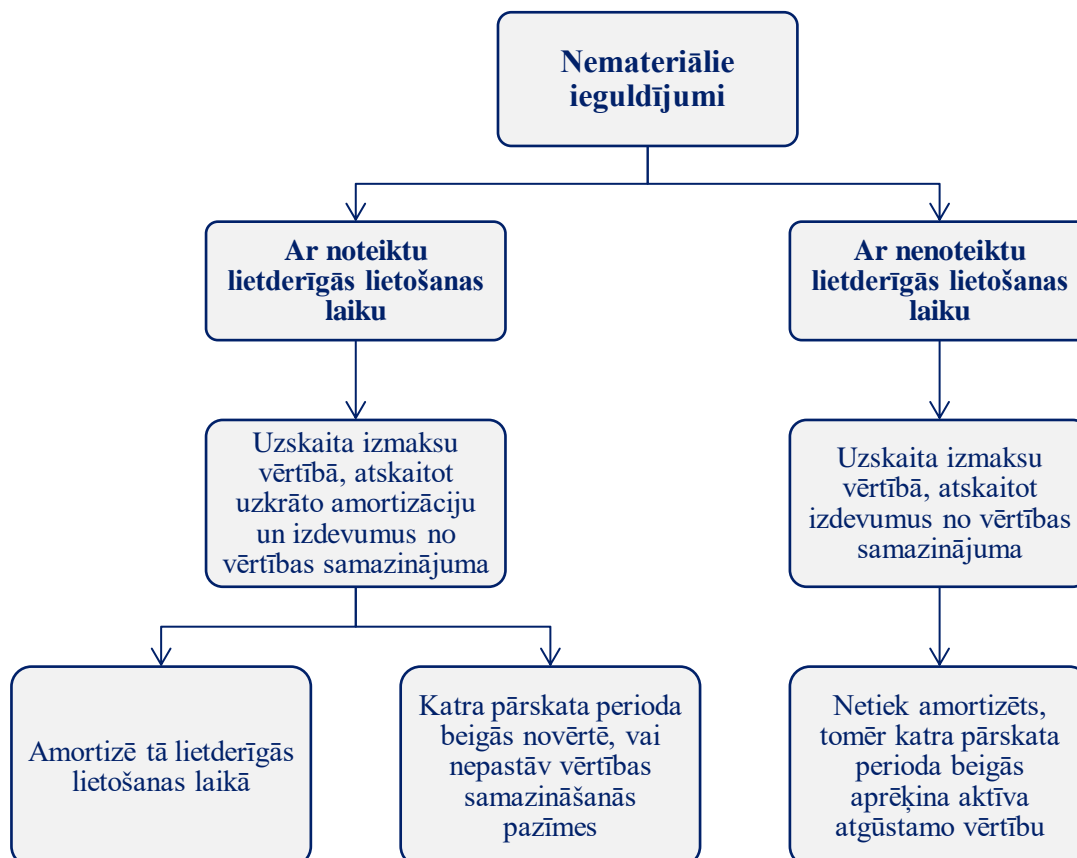 Nemateriālie
ieguldījumi
Ar noteiktu
lietderīgās lietošanas
laiku
Ar nenoteiktu
lietderīgās lietošanas
laiku
Uzskaita izmaksu
vērtībā, atskaitot
uzkrāto amortizāciju
un izdevumus no
vērtības samazinājuma
Uzskaita izmaksu
vērtībā, atskaitot
izdevumus no vērtības
samazinājuma
Amortizē tā lietderīgās
lietošanas laikā
Katra pārskata perioda
beigās novērtē, vai
nepastāv vērtības
samazināšanās
pazīmes
Netiek amortizēts,
tomēr katra pārskata
perioda beigās
aprēķina aktīva
atgūstamo vērtību